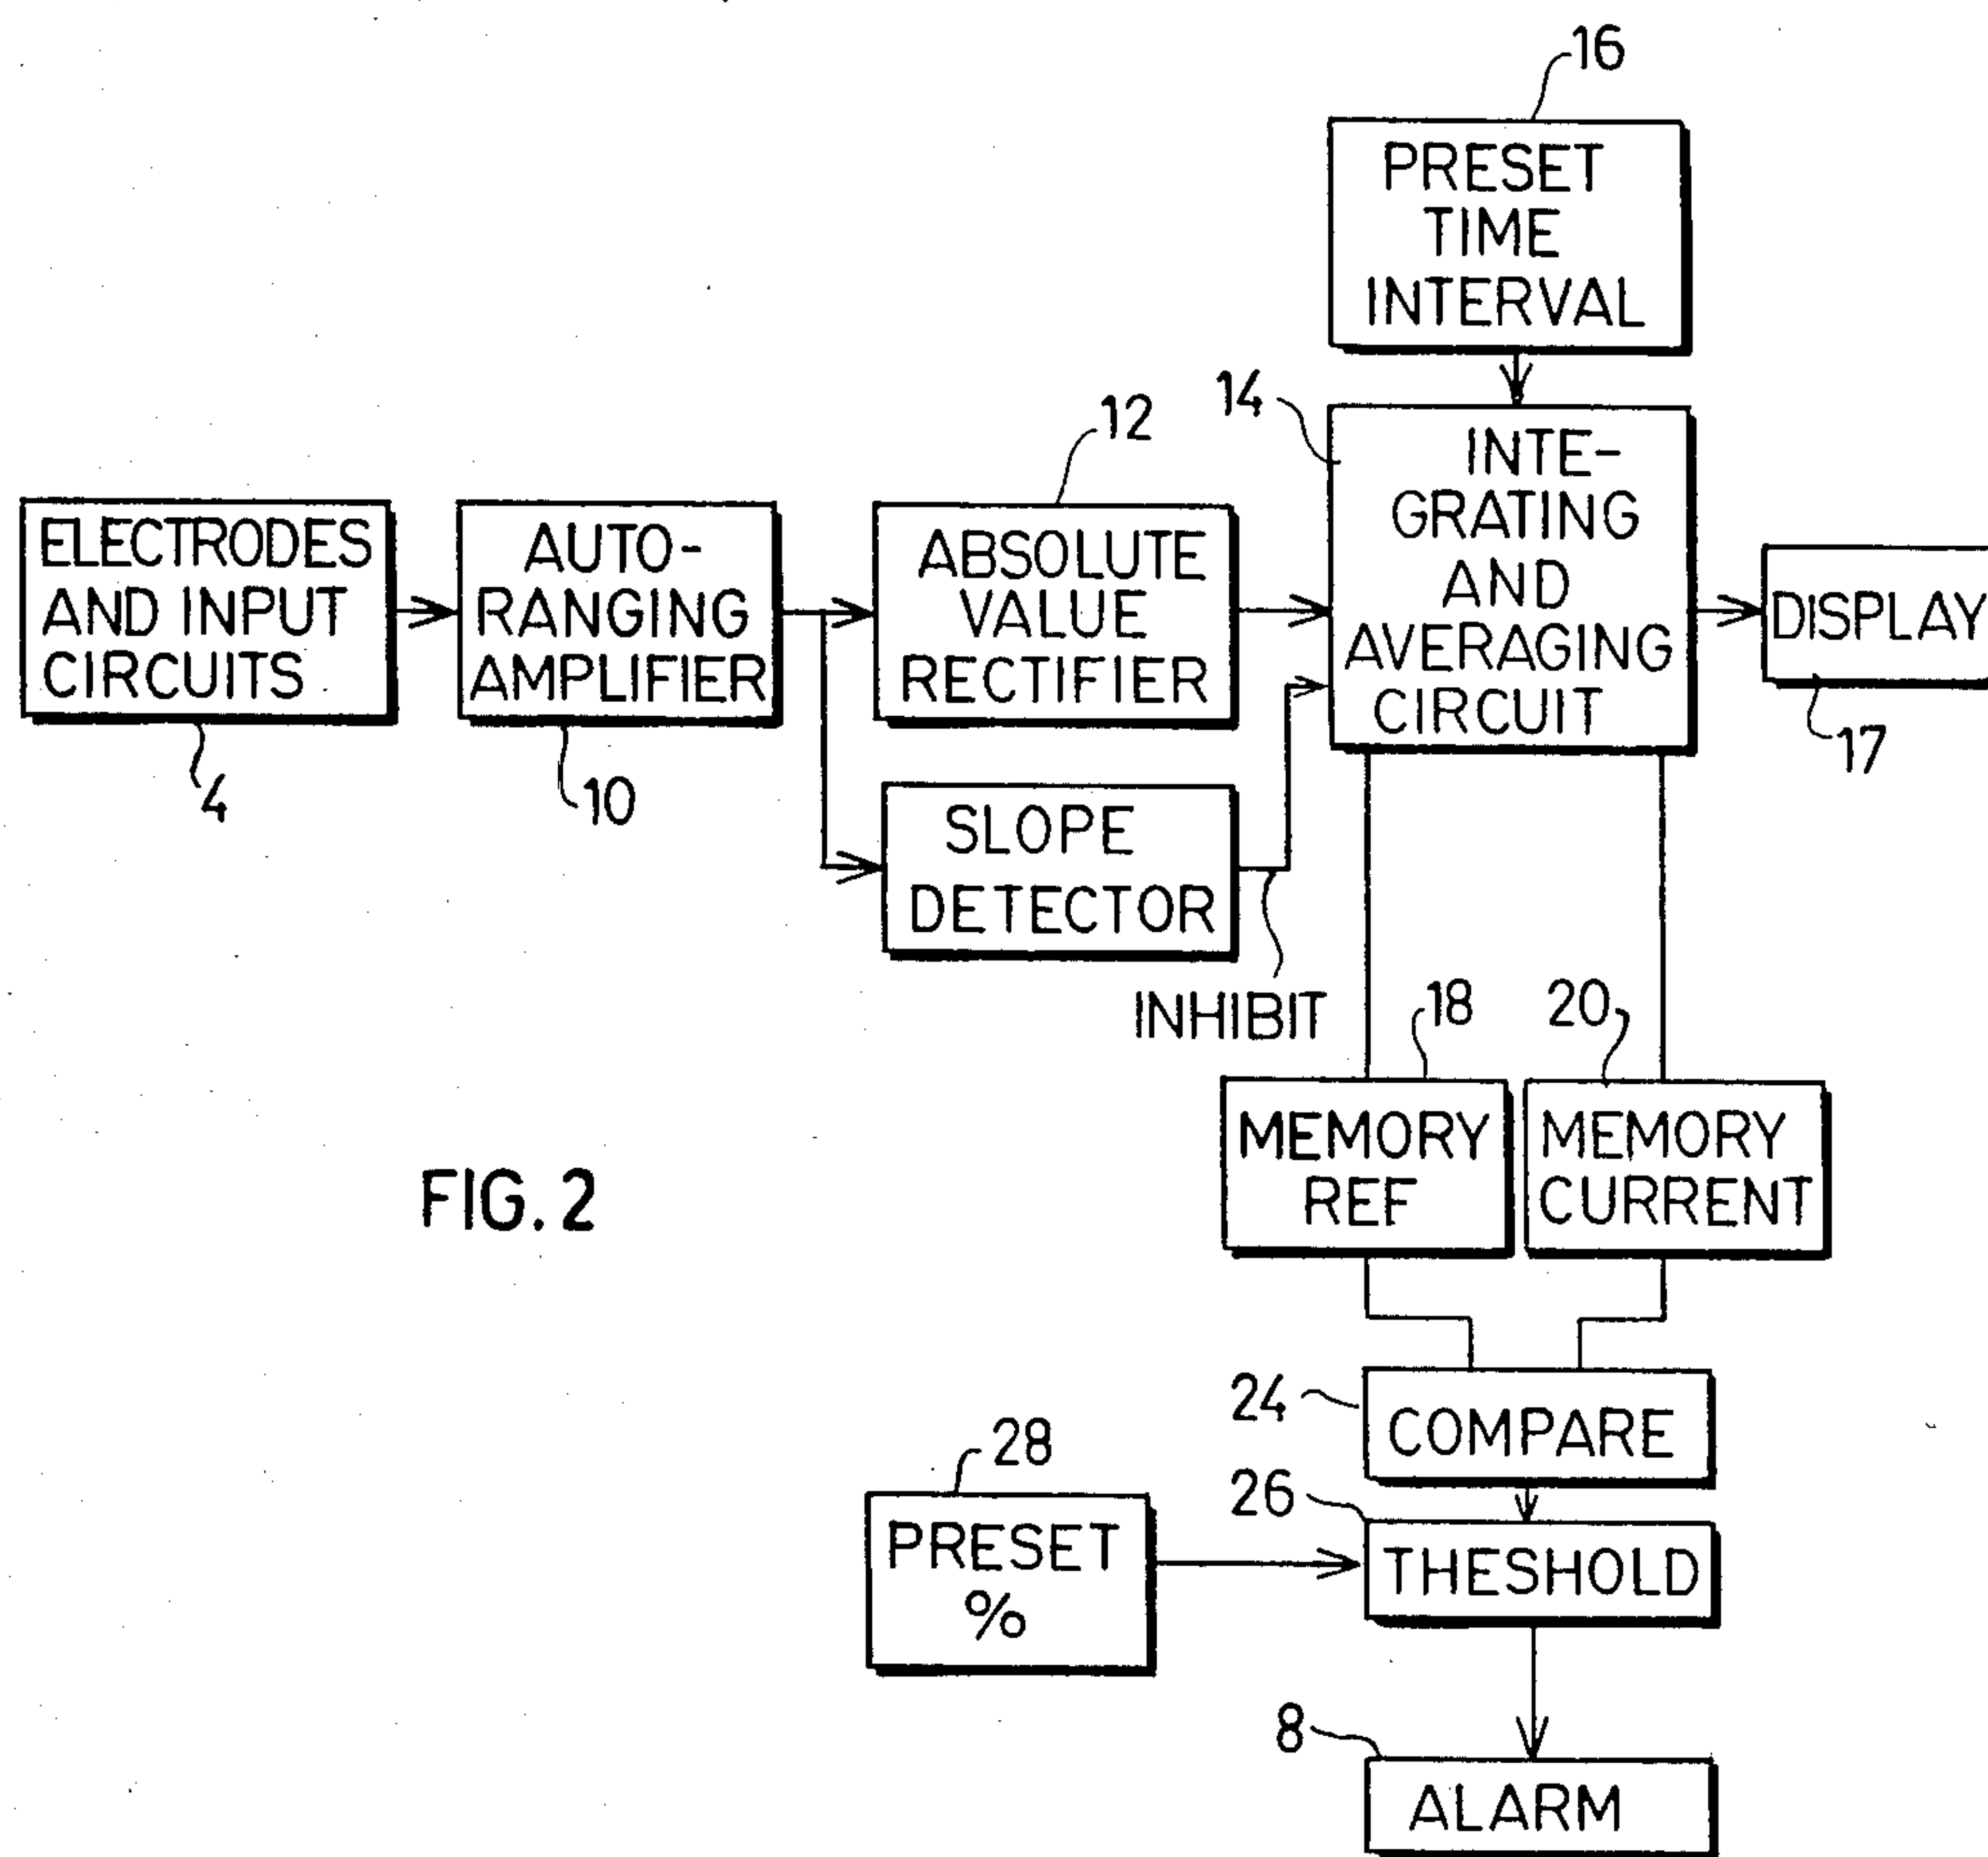 16
PRESET
TIME
INTERVAL
14
INTE-
GRATING
AND
AVERAGING
CIRCUIT
12
ABSOLUTE
VALUE
RECTIFIER
ELECTRODES
AND INPUT
CIRCUITS
4
AUTO-
RANGING
AMPLIFIER
10
DISPLAY
17
SLOPE
DETECTOR
INHIBIT
18
20
MEMORY
REF
MEMORY
CURRENT
FIG. 2
24
COMPARE
28
PRESET
%
26
THESHOLD
8
ALARM